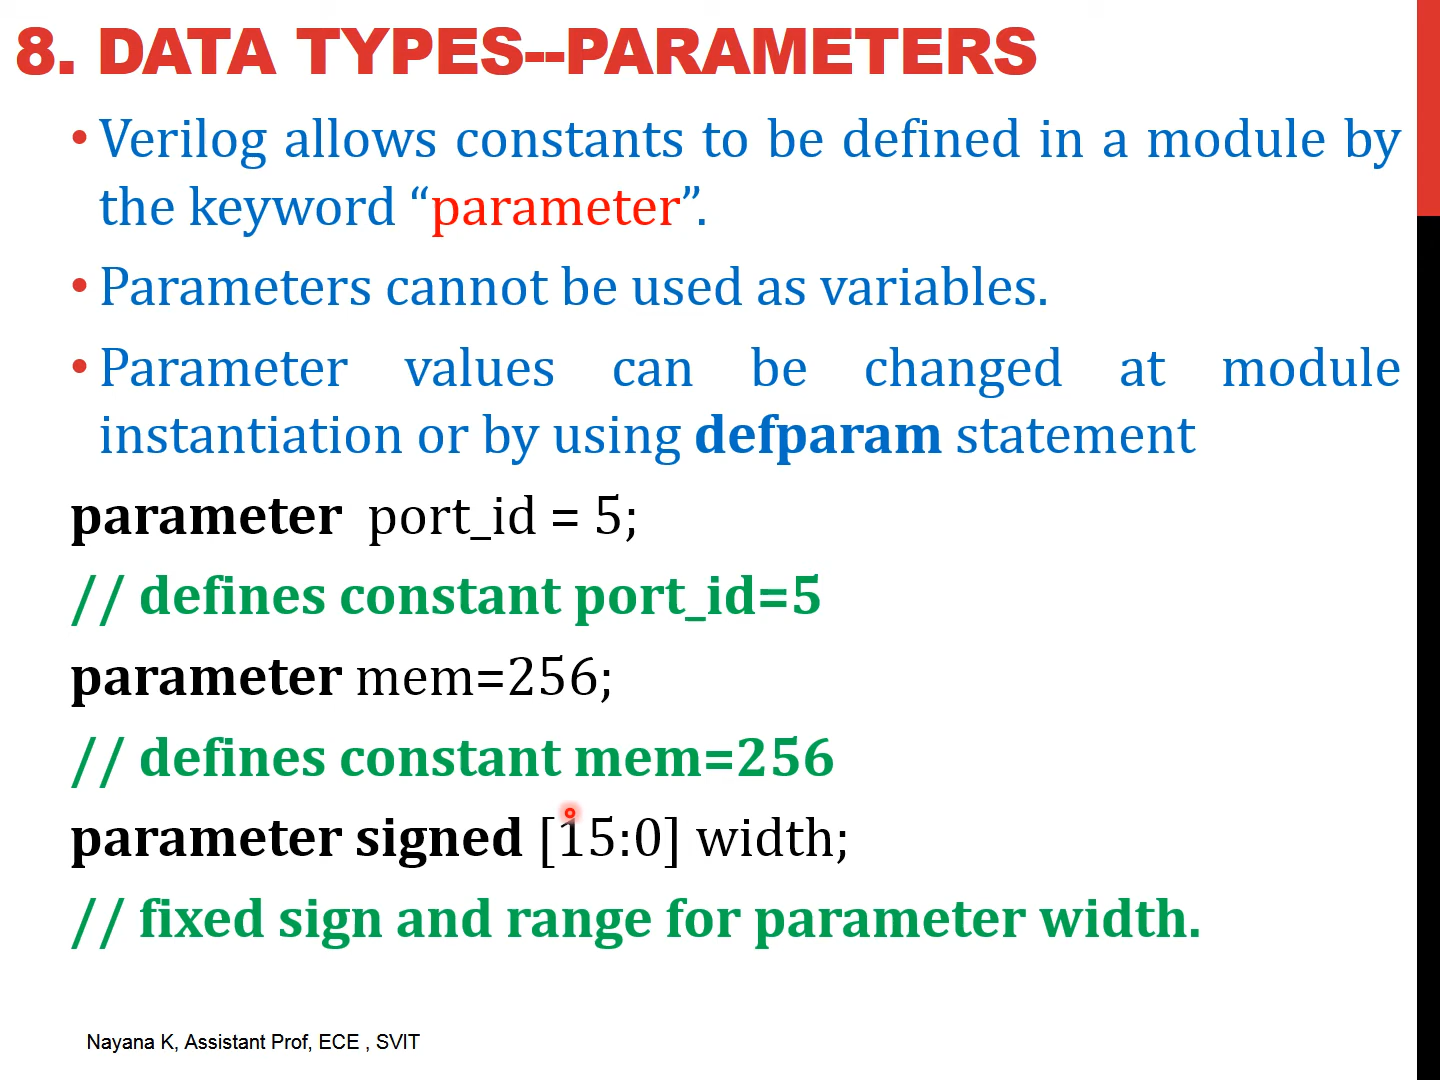 8. DATA TYPES--PARAMETERS
• Verilog allows constants to be defined in a module by
the keyword “parameter”.
• Parameters cannot be used as variables.
• Parameter values can be changed at module
instantiation or by using defparam statement
parameter port_id = 5;
// defines constant port_id=5
parameter mem=256;
// defines constant mem=256
parameter signed [15:0] width;
// fixed sign and range for parameter width.
Nayana K, Assistant Prof, ECE , SVIT